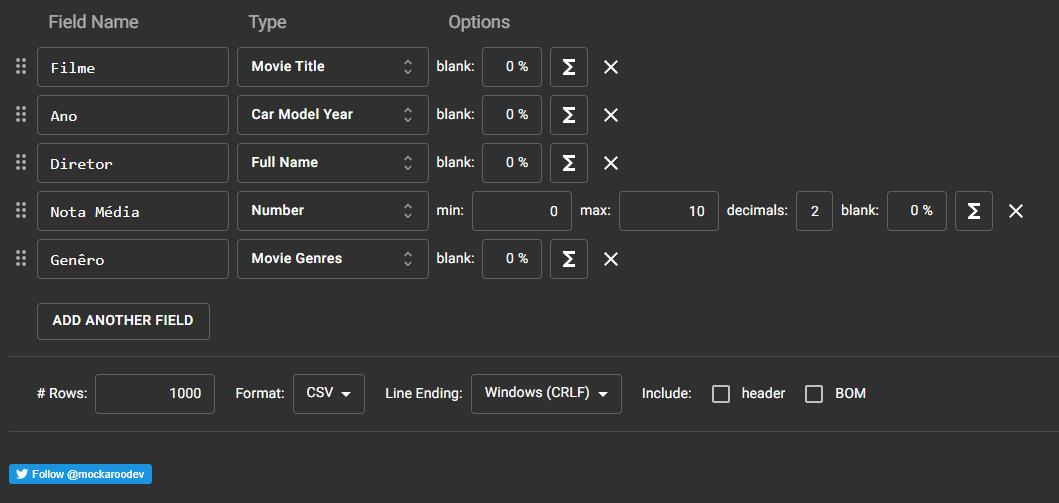 Field Name Type Options
Filme Movie Title blank: 0 % Σ
Ano Car Model Year blank: 0 % Σ
Diretor Full Name blank: 0 % Σ
Nota Média Number min: 0 max: 10 decimals: 2 blank: 0 % Σ
Genêro Movie Genres blank: 0 % Σ
ADD ANOTHER FIELD
# Rows: 1000 Format: CSV Line Ending: Windows (CRLF) Include: header BOM
Follow @mockaroodev